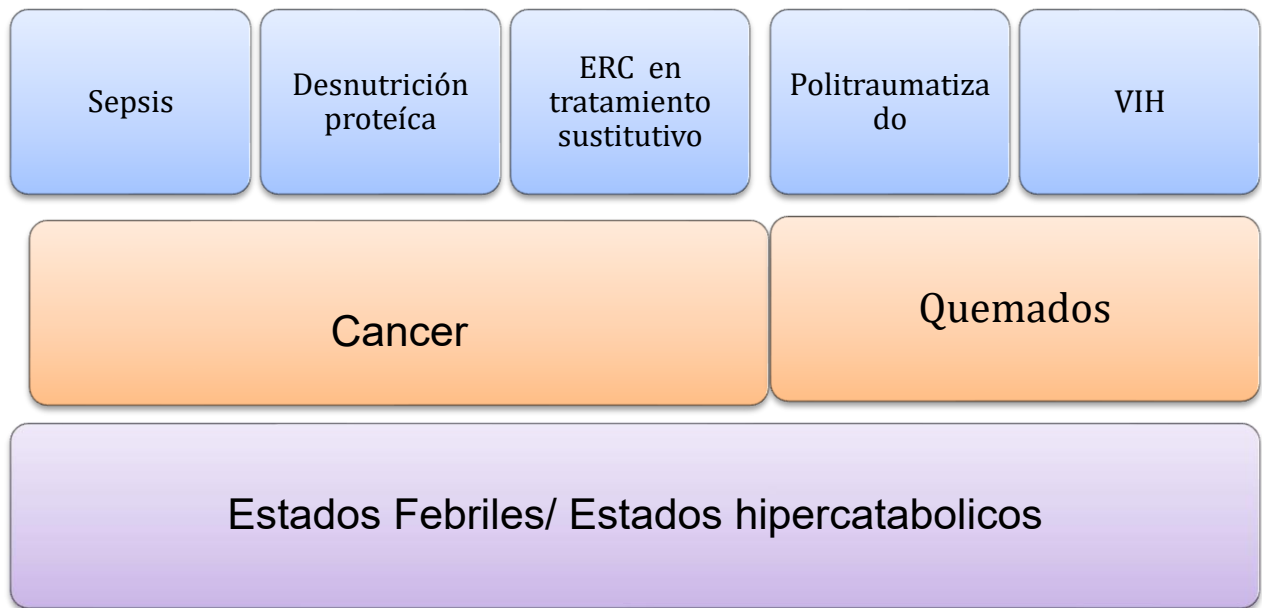 Sepsis
Desnutrición
proteíca
ERC en
tratamiento
sustitutivo
Politraumatiza
do
VIH
Cancer
Quemados
Estados Febriles/ Estados hipercatabolicos